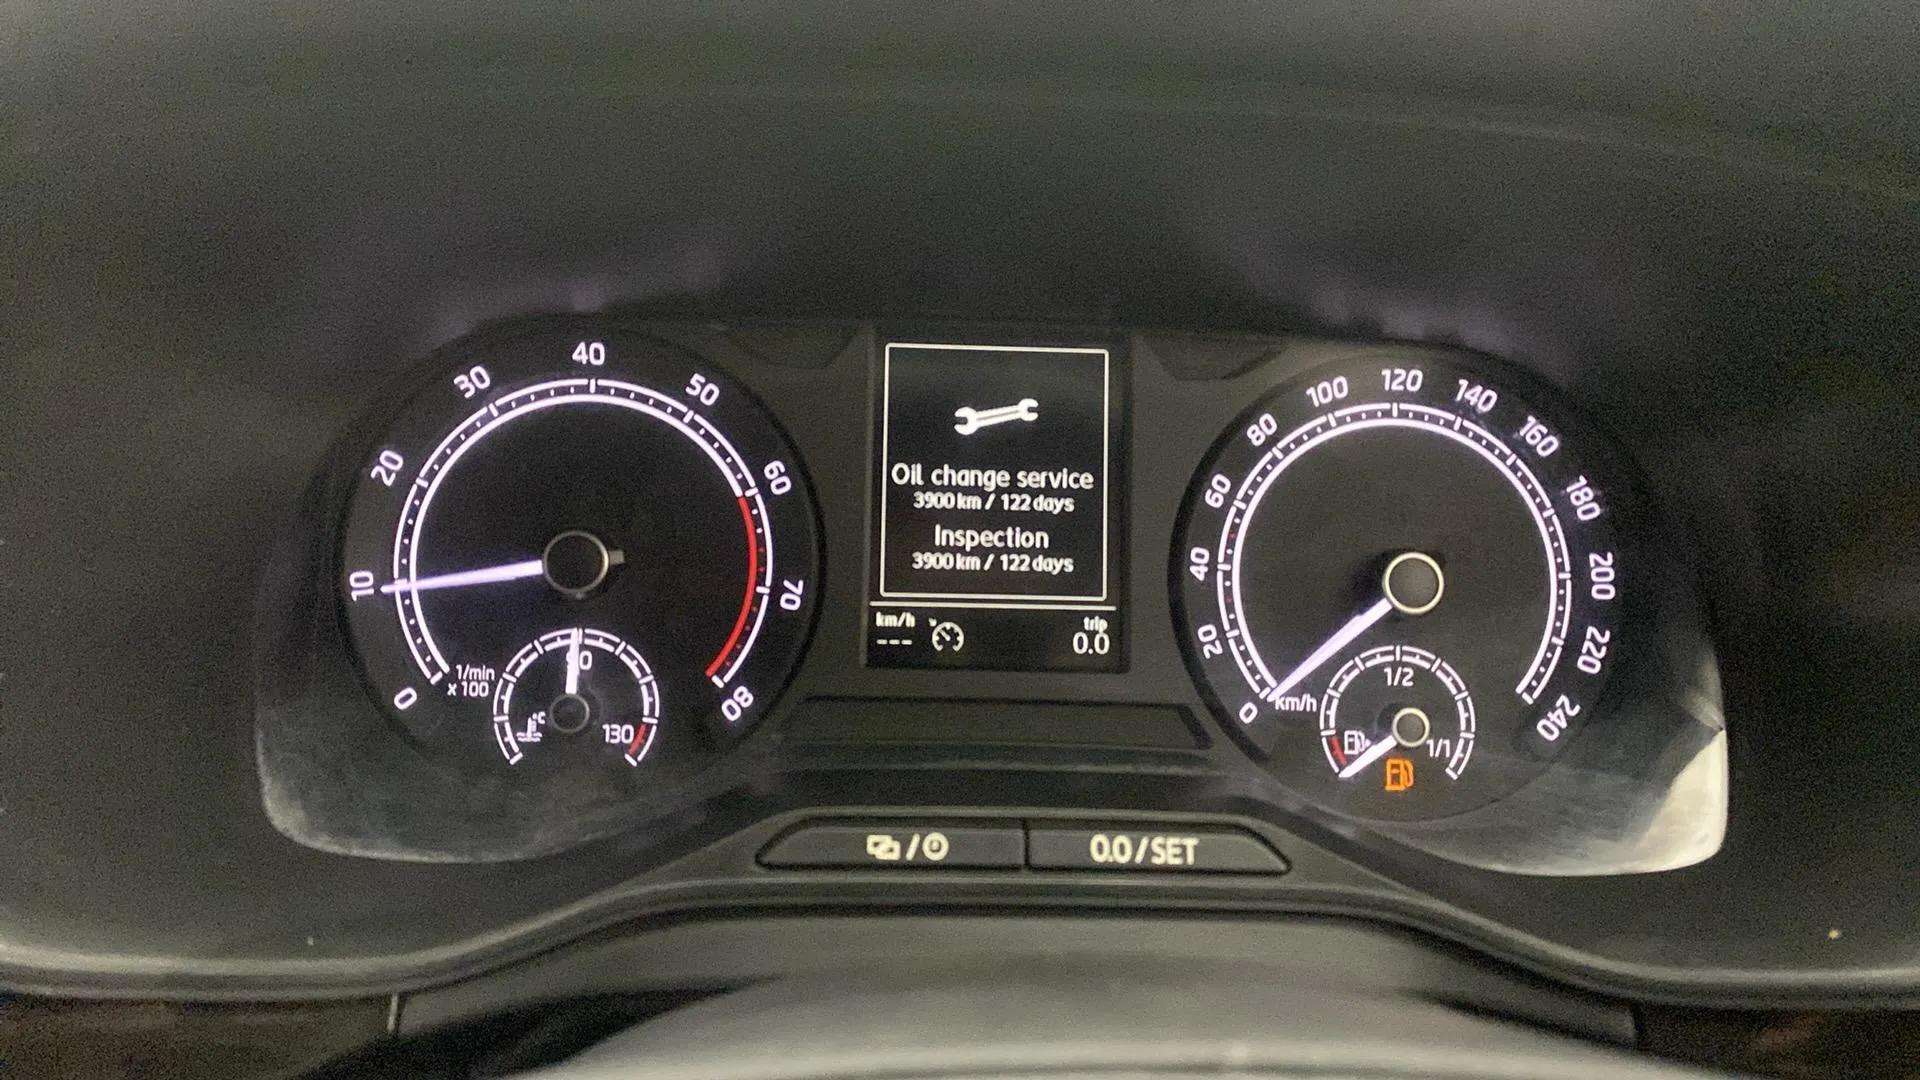 0
10
20
30
40
50
60
70
80
1/min
x 100
90
130
°C
Oil change service
3900 km / 122 days
Inspection
3900 km / 122 days
km/h
---
trip
0.0
0
20
40
60
80
100
120
140
160
180
200
220
240
km/h
1/2
1/1
/
0.0 / SET